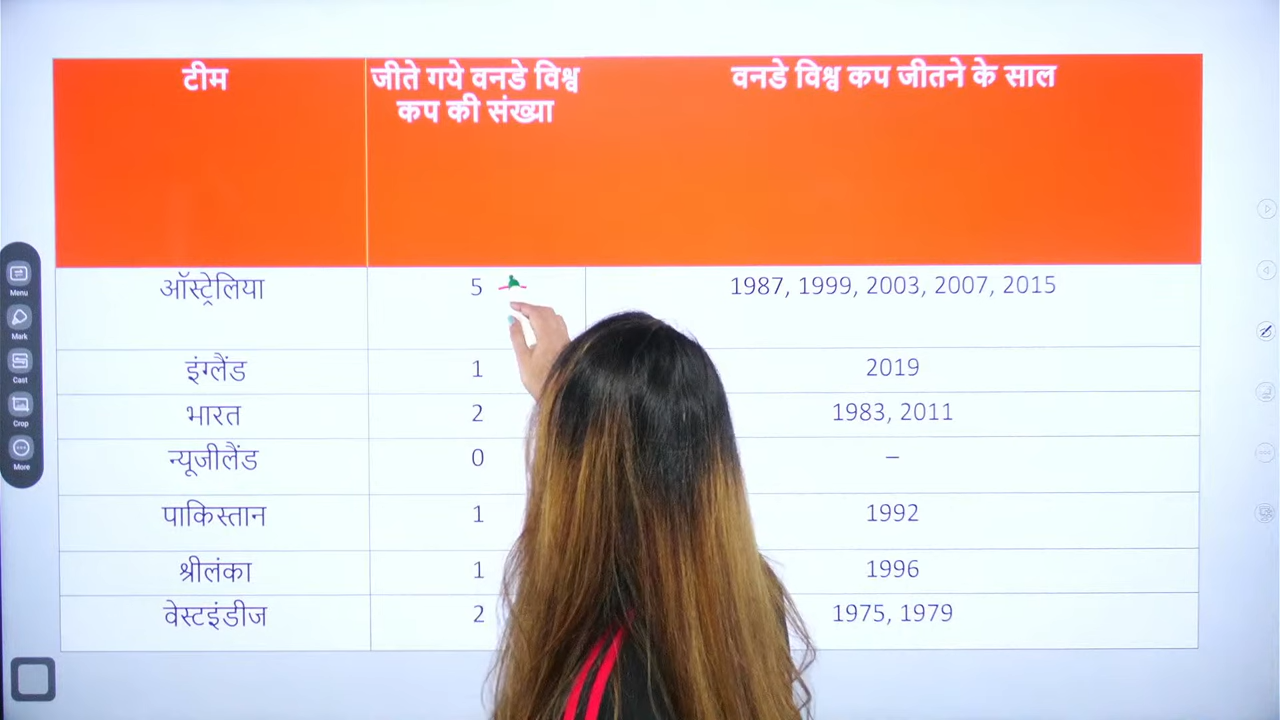 टीम
जीते गये वनडे विश्व
कप की संख्या
वनडे विश्व कप जीतने के साल
ऑस्ट्रेलिया 5 1987, 1999, 2003, 2007, 2015
इंग्लैंड 1 2019
भारत 2 1983, 2011
न्यूजीलैंड 0 –
पाकिस्तान 1 1992
श्रीलंका 1 1996
वेस्टइंडीज 2 1975, 1979
Menu
Mark
Cast
Crop
More